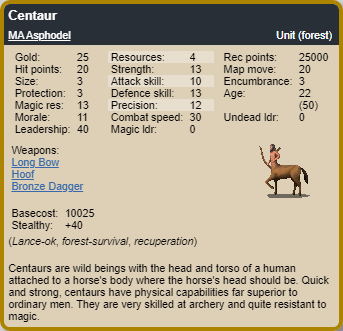 Centaur
MA Asphodel Unit (forest)
Gold: 25 Resources: 4 Rec points: 25000
Hit points: 20 Strength: 13 Map move: 20
Size: 3 Attack skill: 10 Encumbrance: 3
Protection: 3 Defence skill: 13 Age: 22
Magic res: 13 Precision: 12 (50)
Morale: 11 Combat speed: 30 Undead ldr: 0
Leadership: 40 Magic ldr: 0
Weapons:
Long Bow
Hoof
Bronze Dagger
Basecost: 10025
Stealthy: +40
(Lance-ok, forest-survival, recuperation)
Centaurs are wild beings with the head and torso of a human
attached to a horse's body where the horse's head should be. Quick
and strong, centaurs have physical capabilities far superior to
ordinary men. They are very skilled at archery and quite resistant to
magic.